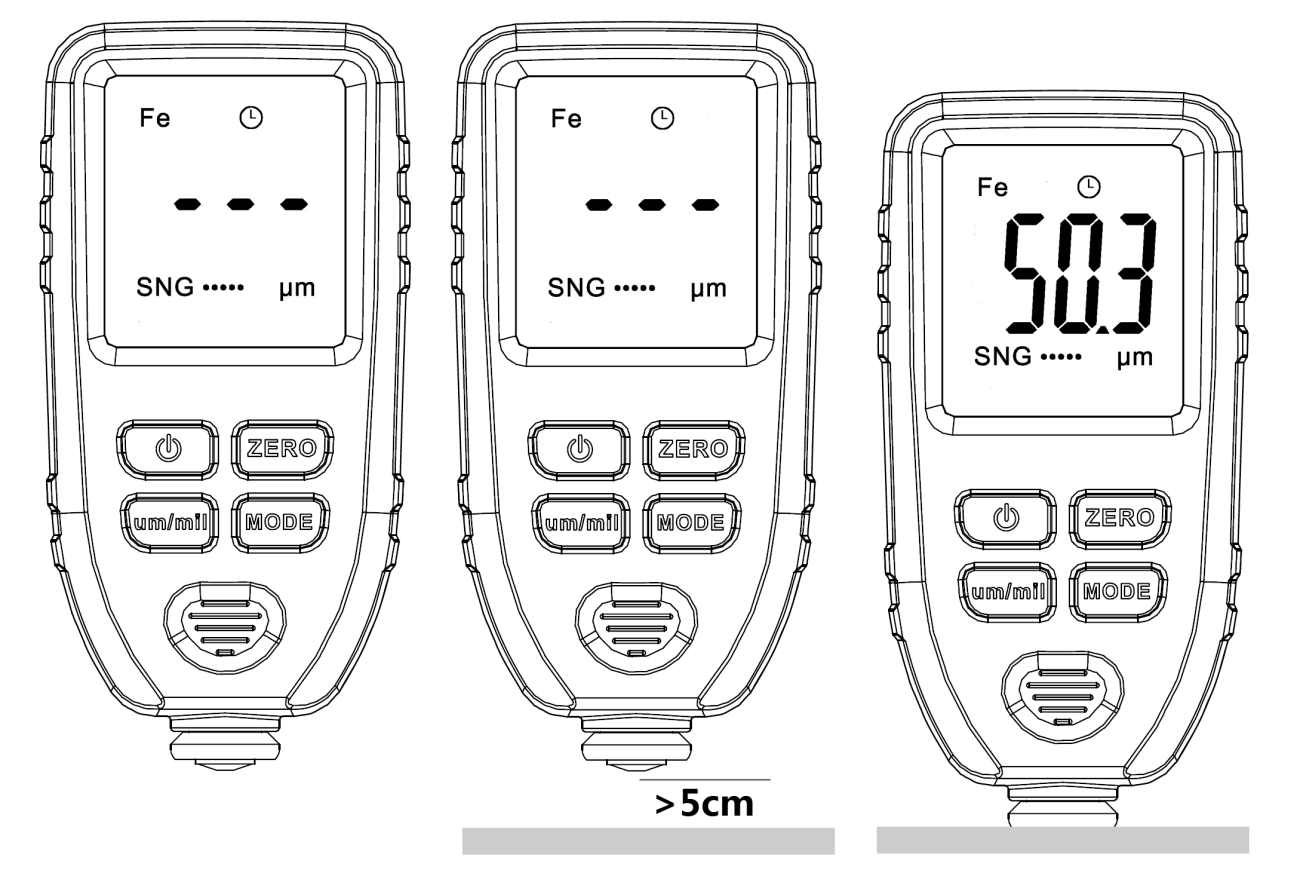 Fe
- - -
SNG ····· µm
ZERO
um/mil MODE
Fe
- - -
SNG ····· µm
ZERO
um/mil MODE
>5cm
Fe
50.3
SNG ····· µm
ZERO
um/mil MODE